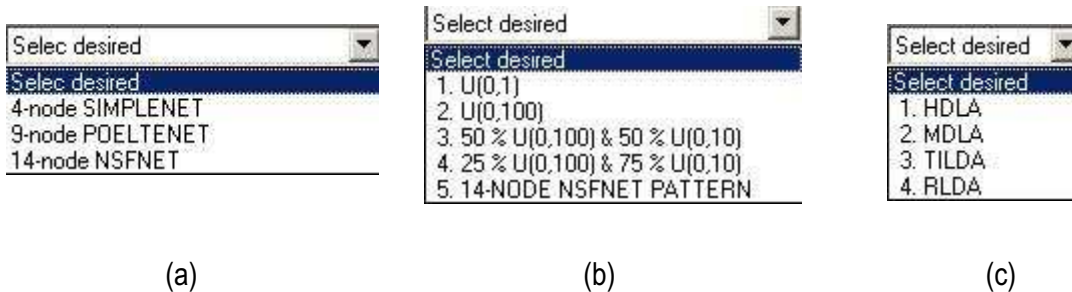 Selec desired
Selec desired
4-node SIMPLENET
9-node POELTENET
14-node NSFNET
(a)
Select desired
Select desired
1. U(0,1)
2. U(0,100)
3. 50 % U(0,100) & 50 % U(0,10)
4. 25 % U(0,100) & 75 % U(0,10)
5. 14-NODE NSFNET PATTERN
(b)
Select desired
Select desired
1. HDLA
2. MDLA
3. TILDA
4. RLDA
(c)